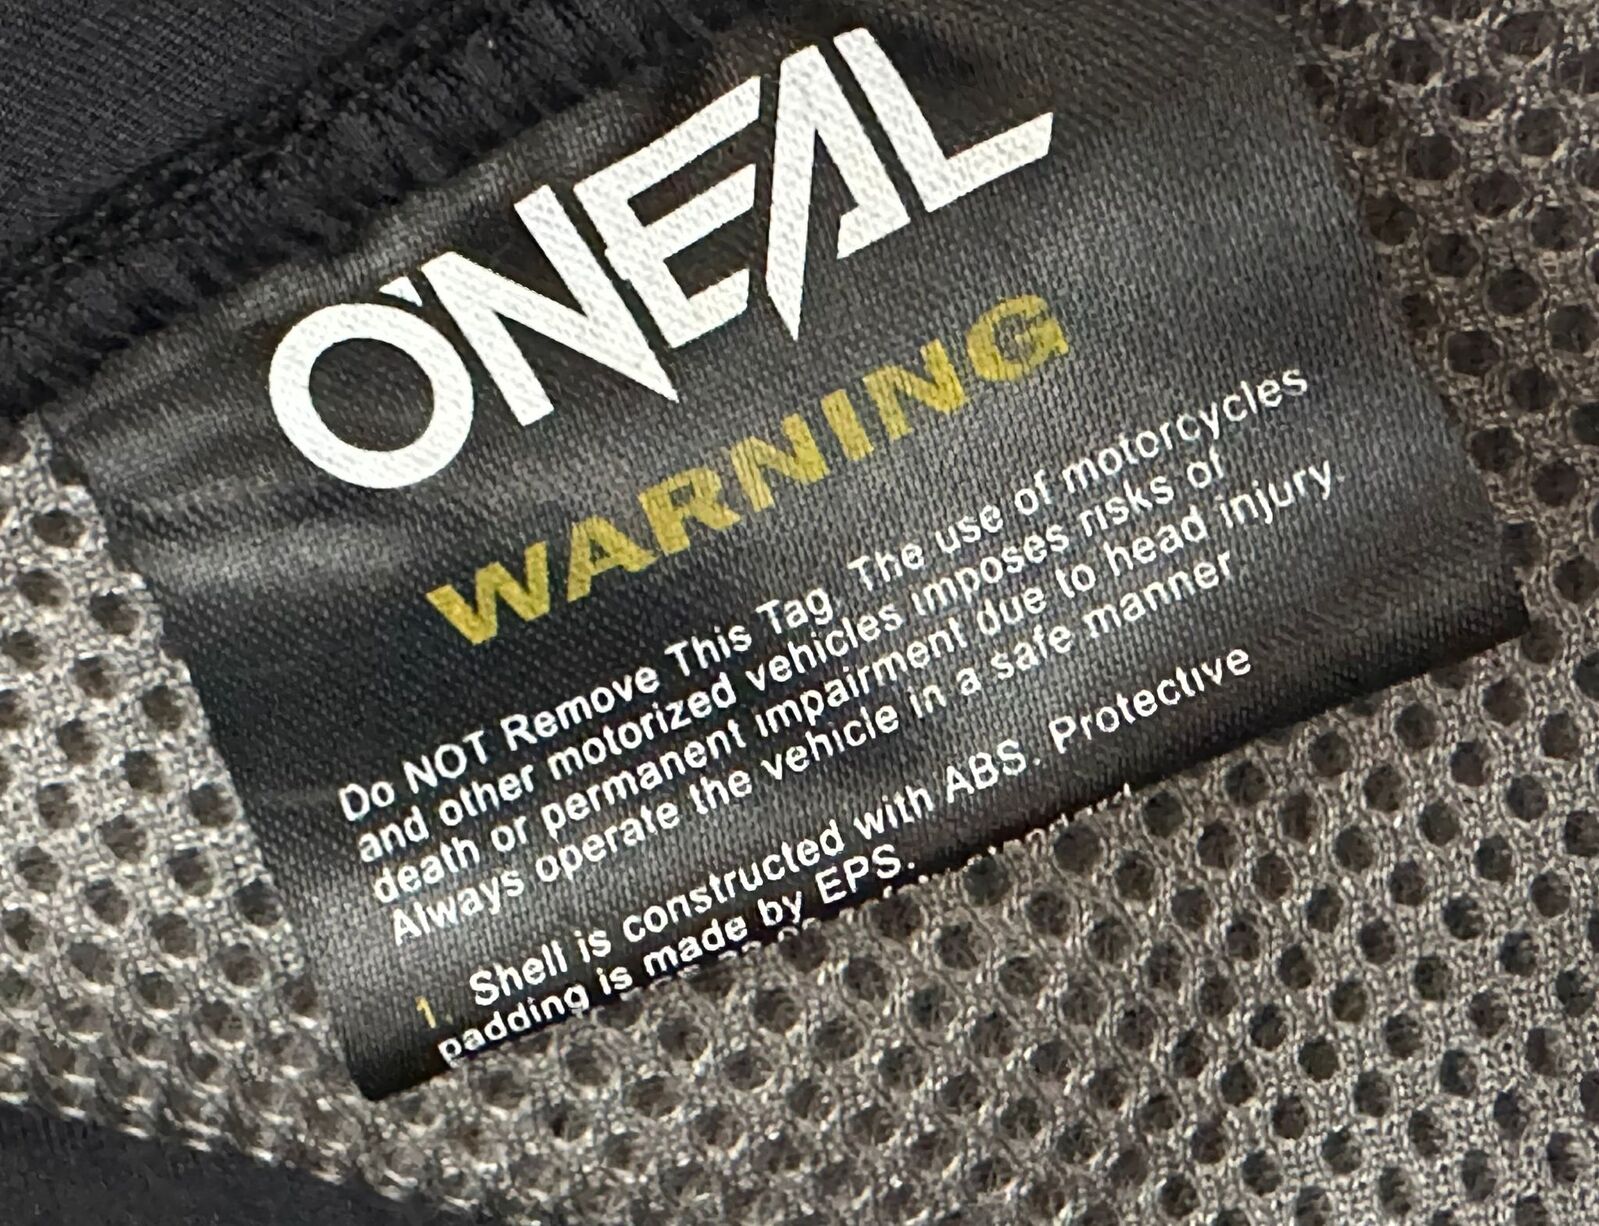 O'NEAL
WARNING
Do NOT Remove This Tag. The use of motorcycles
and other motorized vehicles imposes risks of
death or permanent impairment due to head injury.
Always operate the vehicle in a safe manner
1 Shell is constructed with ABS. Protective
padding is made by EPS.